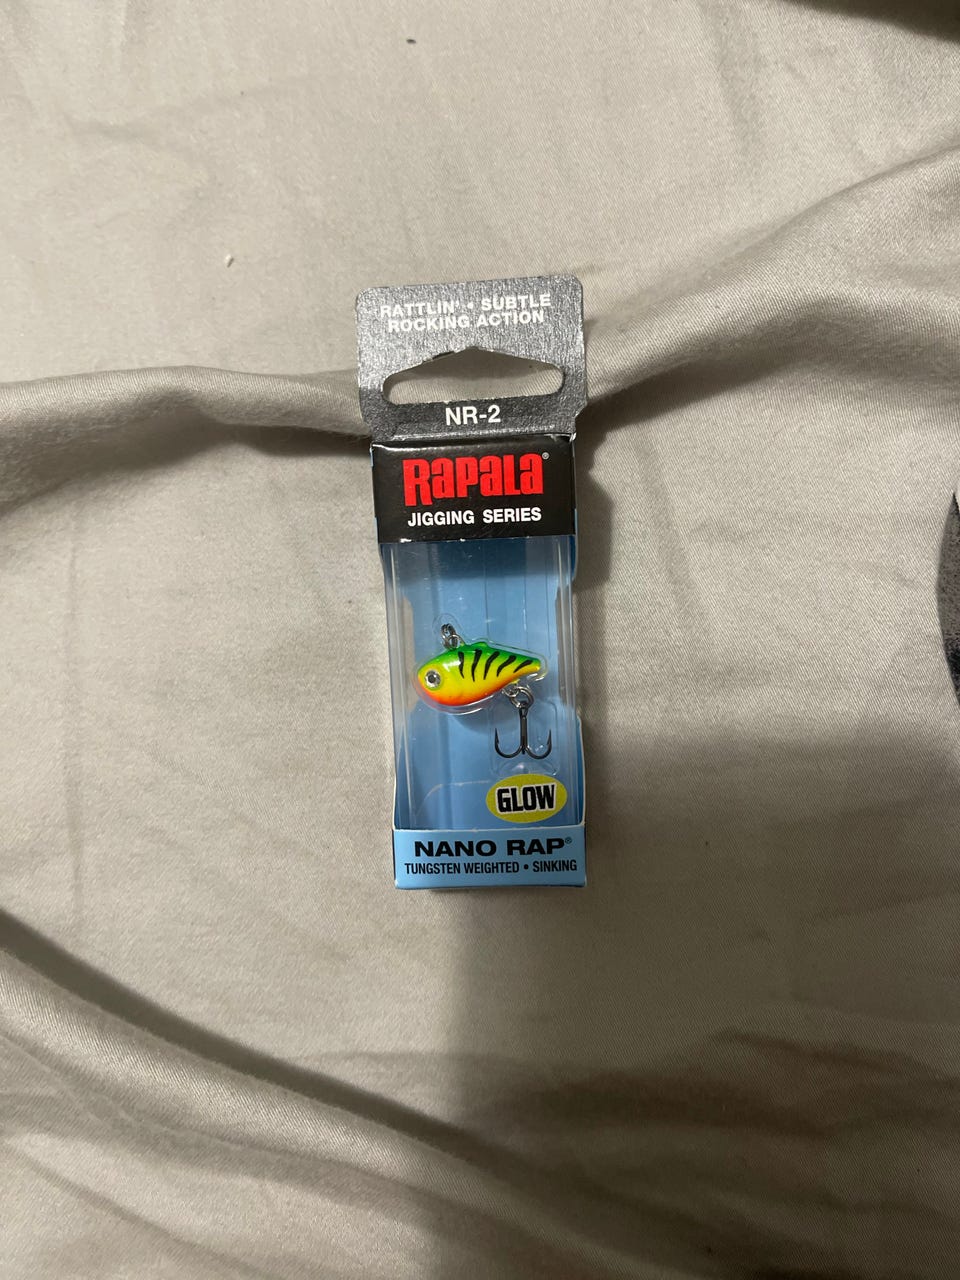 RATTLIN' • SUBTLE
ROCKING ACTION
NR-2
Rapala®
JIGGING SERIES
GLOW
NANO RAP®
TUNGSTEN WEIGHTED • SINKING